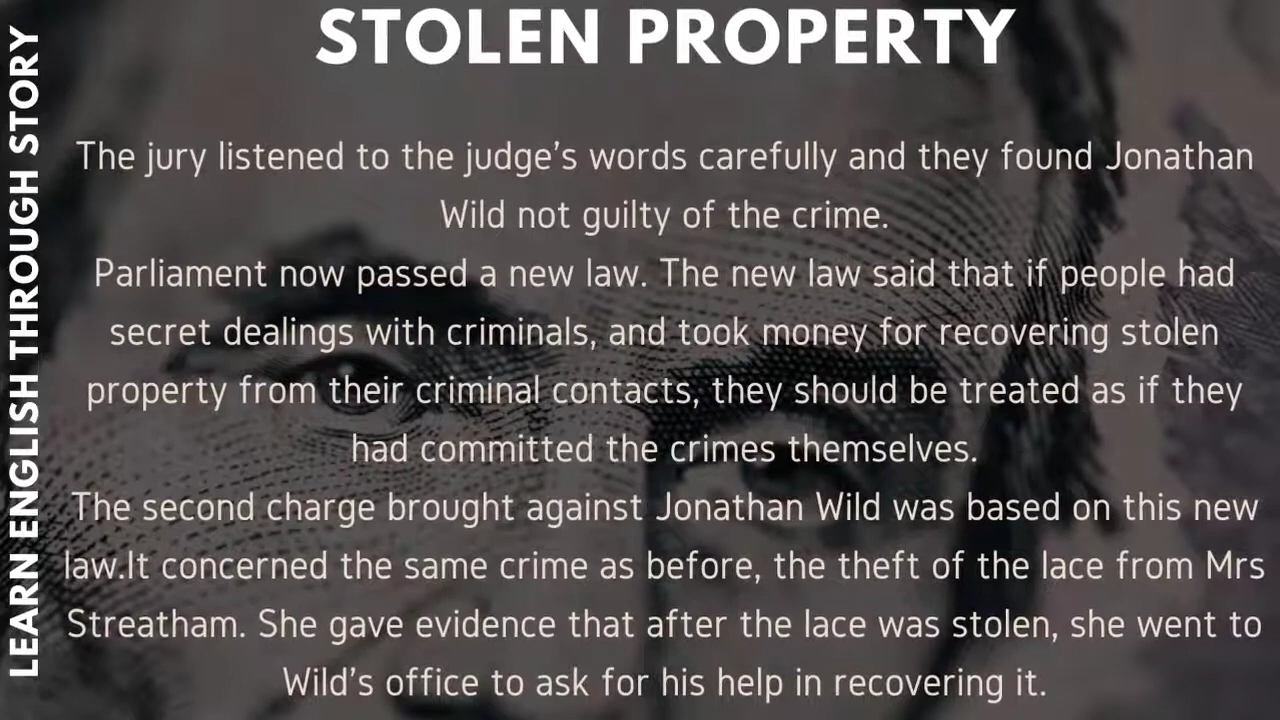 STOLEN PROPERTY
LEARN ENGLISH THROUGH STORY
The jury listened to the judge's words carefully and they found Jonathan
Wild not guilty of the crime.
Parliament now passed a new law. The new law said that if people had
secret dealings with criminals, and took money for recovering stolen
property from their criminal contacts, they should be treated as if they
had committed the crimes themselves.
The second charge brought against Jonathan Wild was based on this new
law.It concerned the same crime as before, the theft of the lace from Mrs
Streatham. She gave evidence that after the lace was stolen, she went to
Wild's office to ask for his help in recovering it.